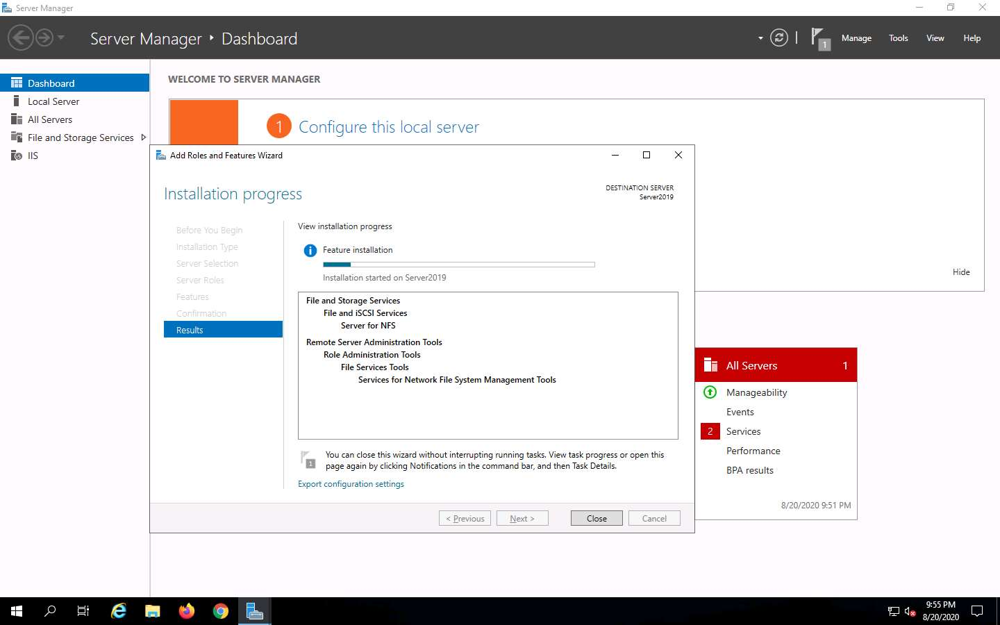 Server Manager
Server Manager ‣ Dashboard
1
Manage
Tools
View
Help
Dashboard
Local Server
All Servers
File and Storage Services
IIS
WELCOME TO SERVER MANAGER
1 Configure this local server
Hide
Add Roles and Features Wizard
Installation progress
DESTINATION SERVER
Server2019
Before You Begin
Installation Type
Server Selection
Server Roles
Features
Confirmation
Results
View installation progress
Feature installation
Installation started on Server2019
File and Storage Services
File and iSCSI Services
Server for NFS
Remote Server Administration Tools
Role Administration Tools
File Services Tools
Services for Network File System Management Tools
1
You can close this wizard without interrupting running tasks. View task progress or open this
page again by clicking Notifications in the command bar, and then Task Details.
Export configuration settings
< Previous
Next >
Close
Cancel
All Servers 1
Manageability
Events
2 Services
Performance
BPA results
8/20/2020 9:51 PM
9:55 PM
8/20/2020